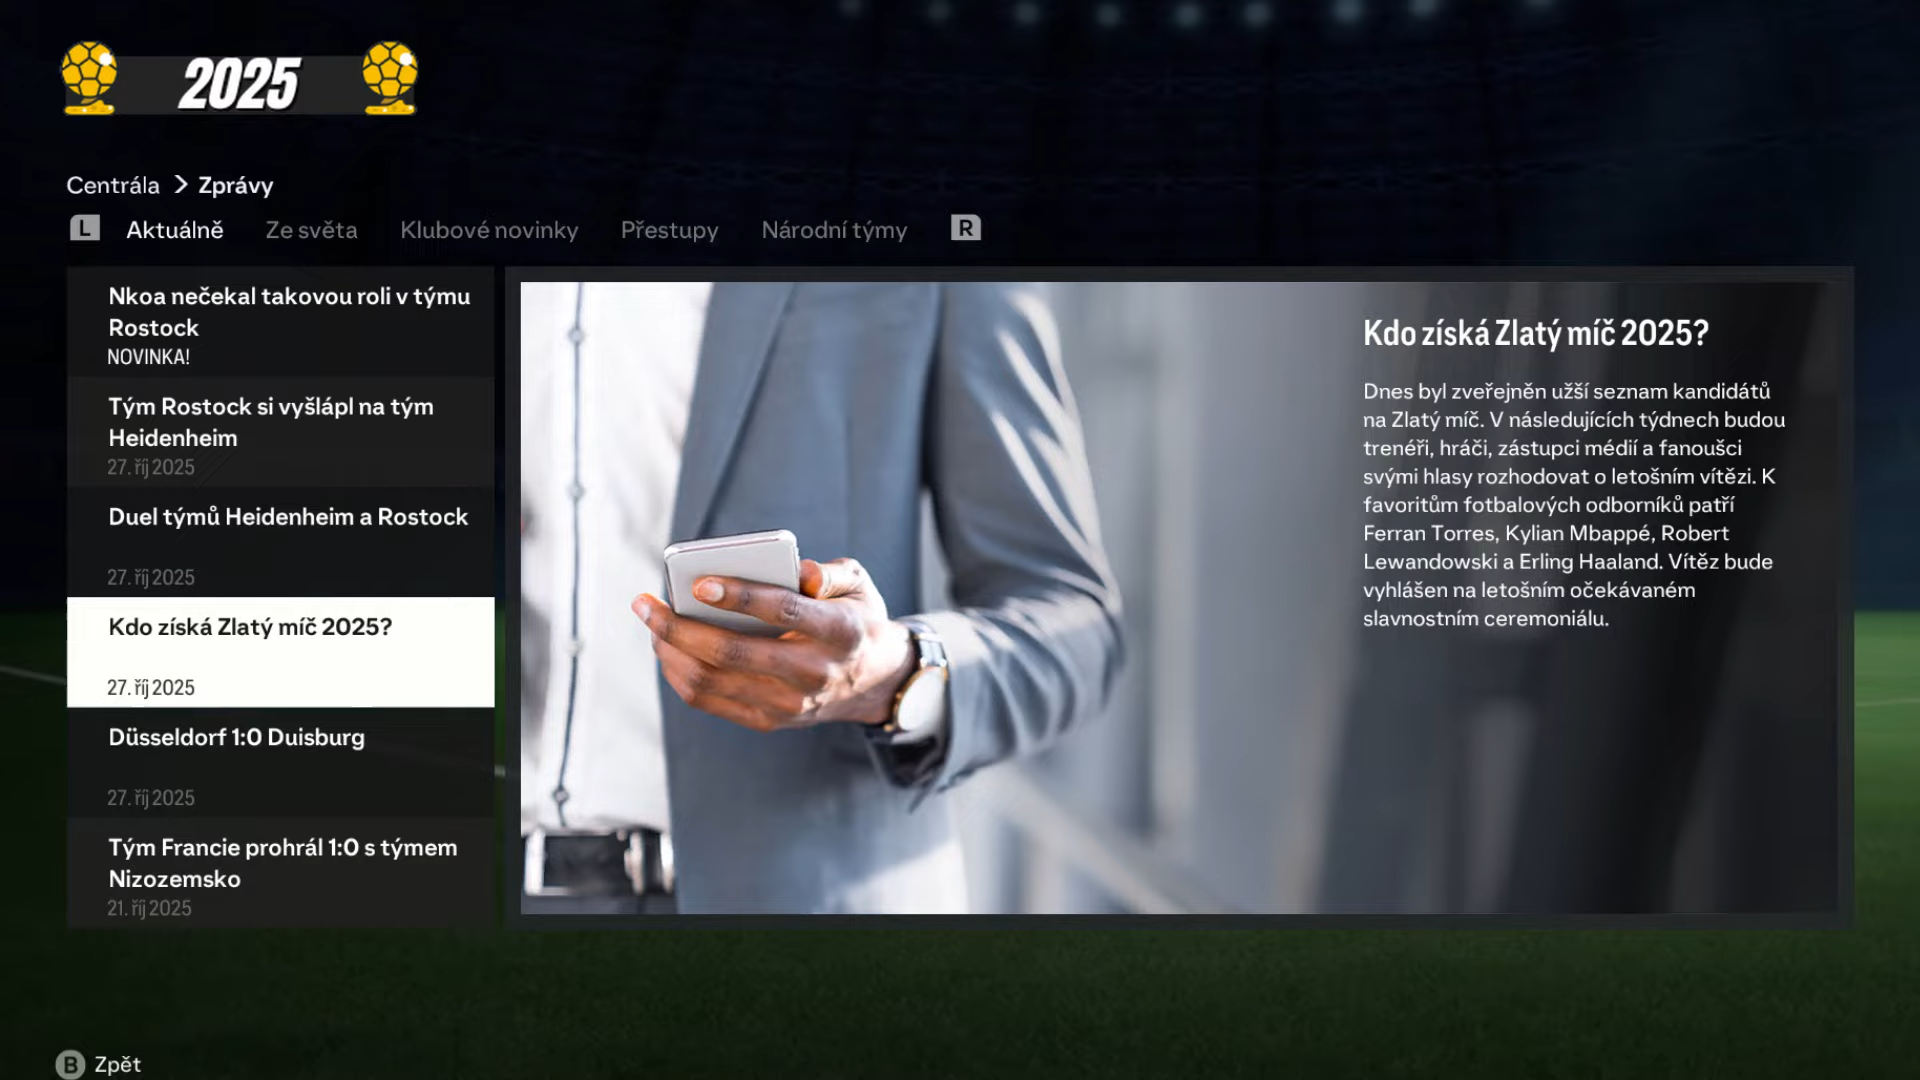 2025
Centrála > Zprávy
L Aktuálně Ze světa Klubové novinky Přestupy Národní týmy R
Nkoa nečekal takovou roli v týmu
Rostock
NOVINKA!
Tým Rostock si vyšlápl na tým
Heidenheim
27. říj 2025
Duel týmů Heidenheim a Rostock
27. říj 2025
Kdo získá Zlatý míč 2025?
27. říj 2025
Düsseldorf 1:0 Duisburg
27. říj 2025
Tým Francie prohrál 1:0 s týmem
Nizozemsko
21. říj 2025
Kdo získá Zlatý míč 2025?
Dnes byl zveřejněn užší seznam kandidátů
na Zlatý míč. V následujících týdnech budou
trenéři, hráči, zástupci médií a fanoušci
svými hlasy rozhodovat o letošním vítězi. K
favoritům fotbalových odborníků patří
Ferran Torres, Kylian Mbappé, Robert
Lewandowski a Erling Haaland. Vítěz bude
vyhlášen na letošním očekávaném
slavnostním ceremoniálu.
B Zpět